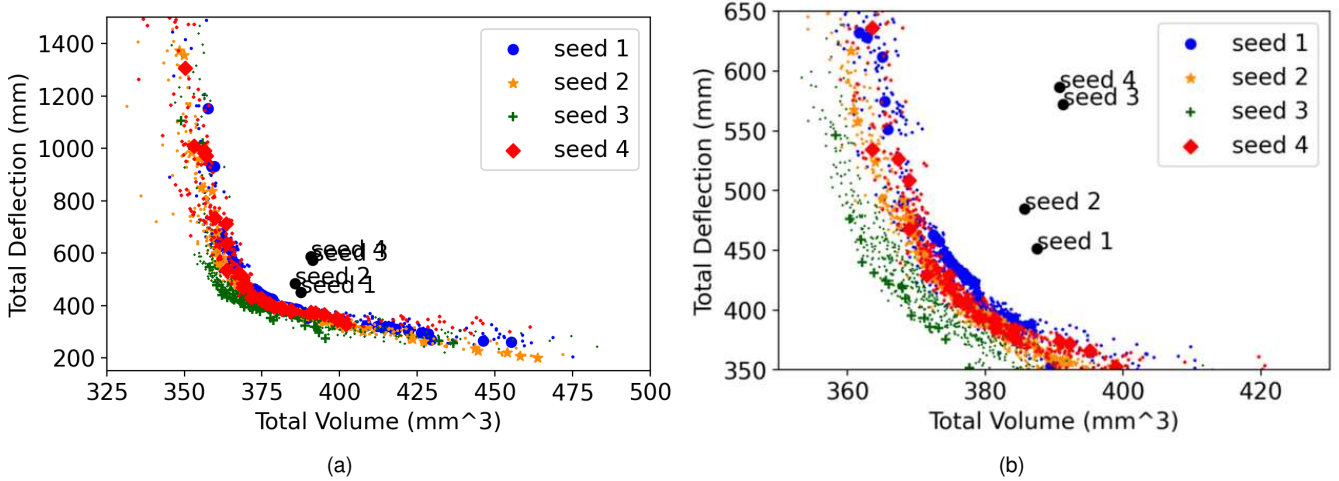 1400
1200
1000
800
600
400
200
Total Deflection (mm)
325 350 375 400 425 450 475 500
Total Volume (mm^3)
seed 1
seed 2
seed 3
seed 4
seed 4
seed 3
seed 2
seed 1
(a)
650
600
550
500
450
400
350
Total Deflection (mm)
360 380 400 420
Total Volume (mm^3)
seed 1
seed 2
seed 3
seed 4
seed 4
seed 3
seed 2
seed 1
(b)